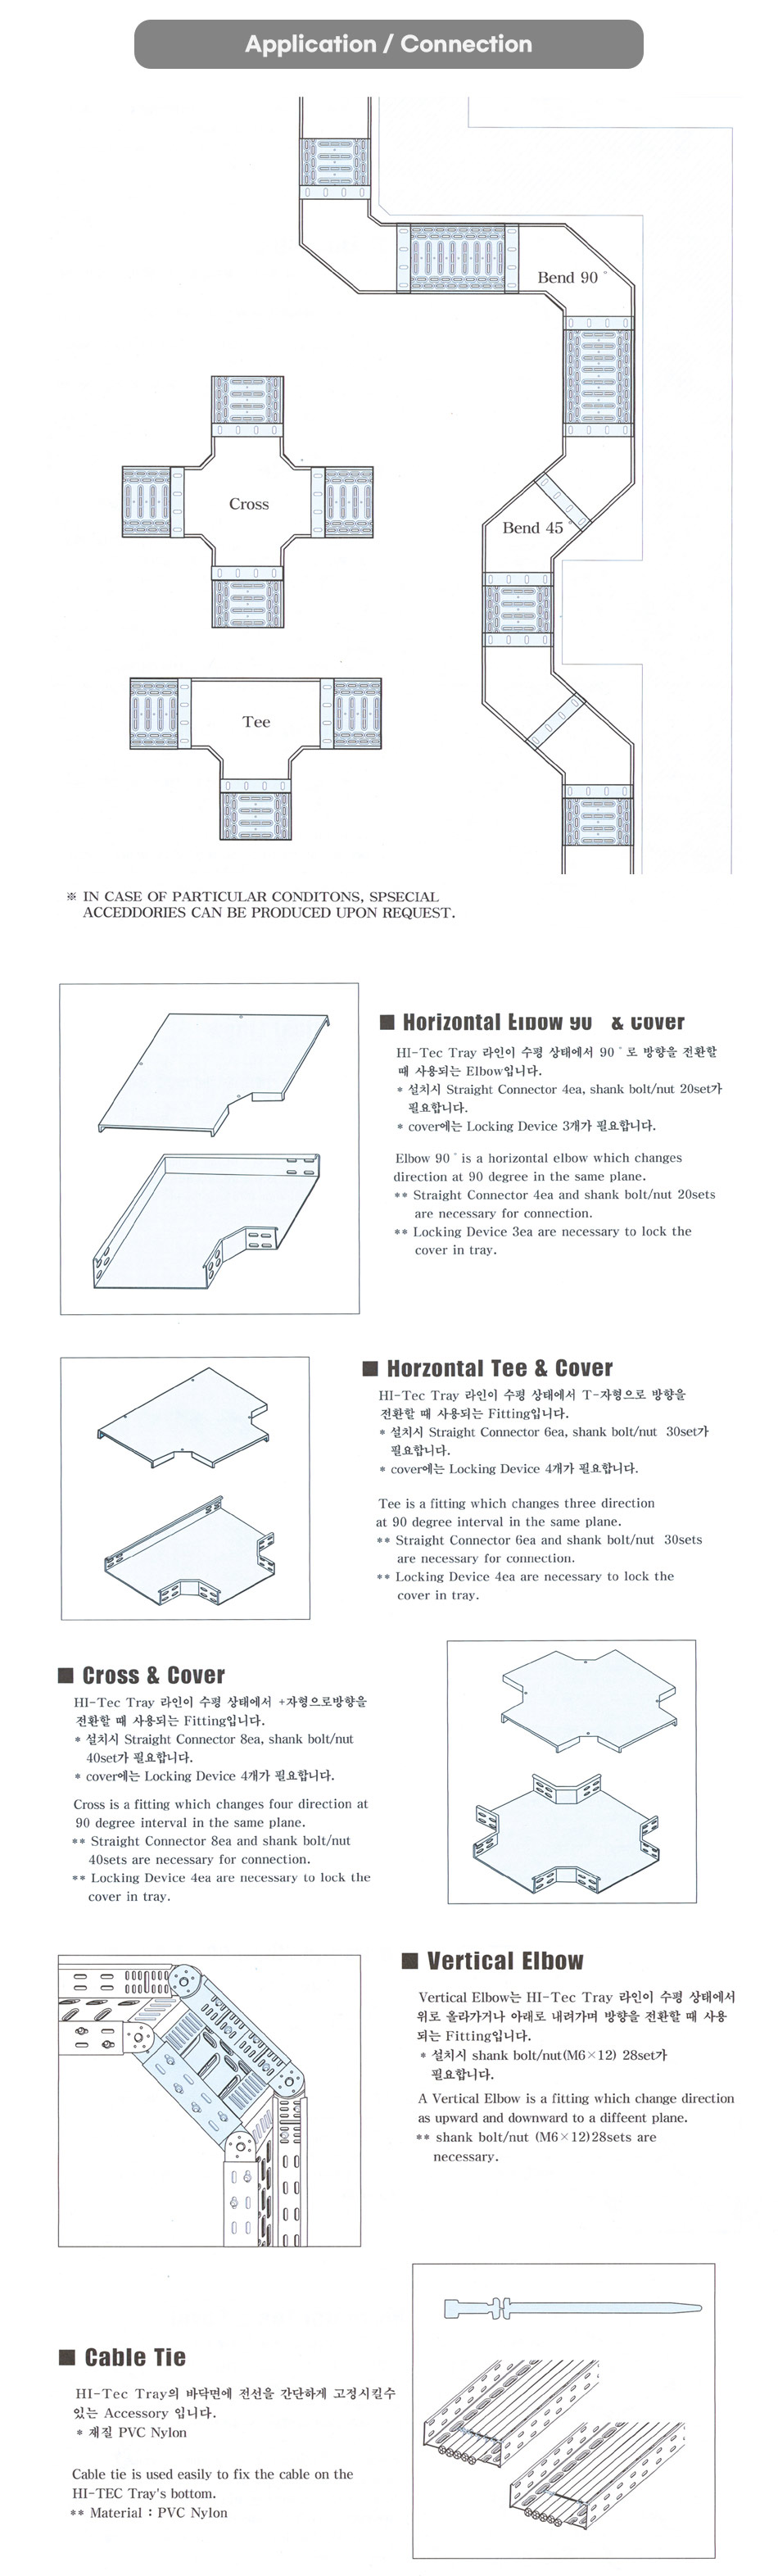 Application / Connection
Bend 90 °
Cross
Bend 45 °
Tee
※ IN CASE OF PARTICULAR CONDITONS, SPSECIAL
ACCEDDORIES CAN BE PRODUCED UPON REQUEST.
■ Horizontal Elbow 90 & Cover
HI-Tec Tray 라인이 수평 상태에서 90 ° 로 방향을 전환할
때 사용되는 Elbow입니다.
* 설치시 Straight Connector 4ea, shank bolt/nut 20set가
필요합니다.
* cover에는 Locking Device 3개가 필요합니다.
Elbow 90 ° is a horizontal elbow which changes
direction at 90 degree in the same plane.
** Straight Connector 4ea and shank bolt/nut 20sets
are necessary for connection.
** Locking Device 3ea are necessary to lock the
cover in tray.
■ Horzontal Tee & Cover
HI-Tec Tray 라인이 수평 상태에서 T-자형으로 방향을
전환할 때 사용되는 Fitting입니다.
* 설치시 Straight Connector 6ea, shank bolt/nut 30set가
필요합니다.
* cover에는 Locking Device 4개가 필요합니다.
Tee is a fitting which changes three direction
at 90 degree interval in the same plane.
** Straight Connector 6ea and shank bolt/nut 30sets
are necessary for connection.
** Locking Device 4ea are necessary to lock the
cover in tray.
■ Cross & Cover
HI-Tec Tray 라인이 수평 상태에서 +자형으로방향을
전환할 때 사용되는 Fitting입니다.
* 설치시 Straight Connector 8ea, shank bolt/nut
40set가 필요합니다.
* cover에는 Locking Device 4개가 필요합니다.
Cross is a fitting which changes four direction at
90 degree interval in the same plane.
** Straight Connector 8ea and shank bolt/nut
40sets are necessary for connection.
** Locking Device 4ea are necessary to lock the
cover in tray.
■ Vertical Elbow
Vertical Elbow는 HI-Tec Tray 라인이 수평 상태에서
위로 올라가거나 아래로 내려가며 방향을 전환할 때 사용
되는 Fitting입니다.
* 설치시 shank bolt/nut(M6×12) 28set가
필요합니다.
A Vertical Elbow is a fitting which change direction
as upward and downward to a diffeent plane.
** shank bolt/nut (M6×12)28sets are
necessary.
■ Cable Tie
HI-Tec Tray의 바닥면에 전선을 간단하게 고정시킬수
있는 Accessory 입니다.
* 재질 PVC Nylon
Cable tie is used easily to fix the cable on the
HI-TEC Tray's bottom.
** Material : PVC Nylon